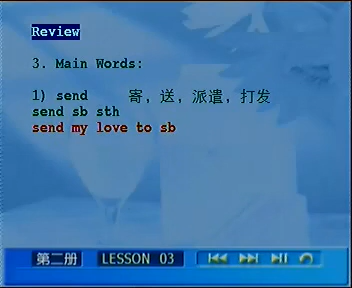 Review
3. Main Words:
1) send 寄，送，派遣，打发
send sb sth
send my love to sb
第二册 LESSON 03